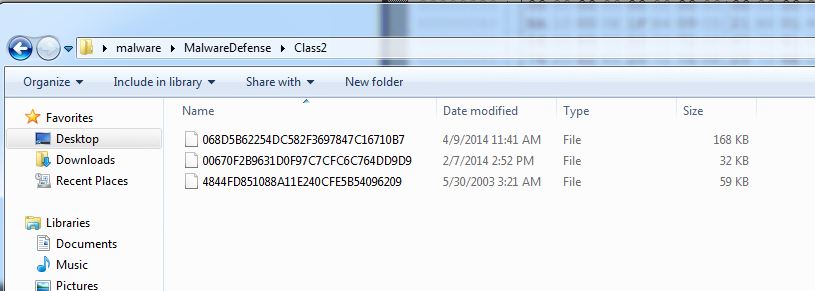 malware MalwareDefense Class2
Organize Include in library Share with New folder
Favorites
Desktop
Downloads
Recent Places
Libraries
Documents
Music
Pictures
Name Date modified Type Size
068D5B62254DC582F3697847C16710B7 4/9/2014 11:41 AM File 168 KB
00670F2B9631D0F97C7CFC6C764DD9D9 2/7/2014 2:52 PM File 32 KB
4844FD851088A11E240CFE5B54096209 5/30/2003 3:21 AM File 59 KB